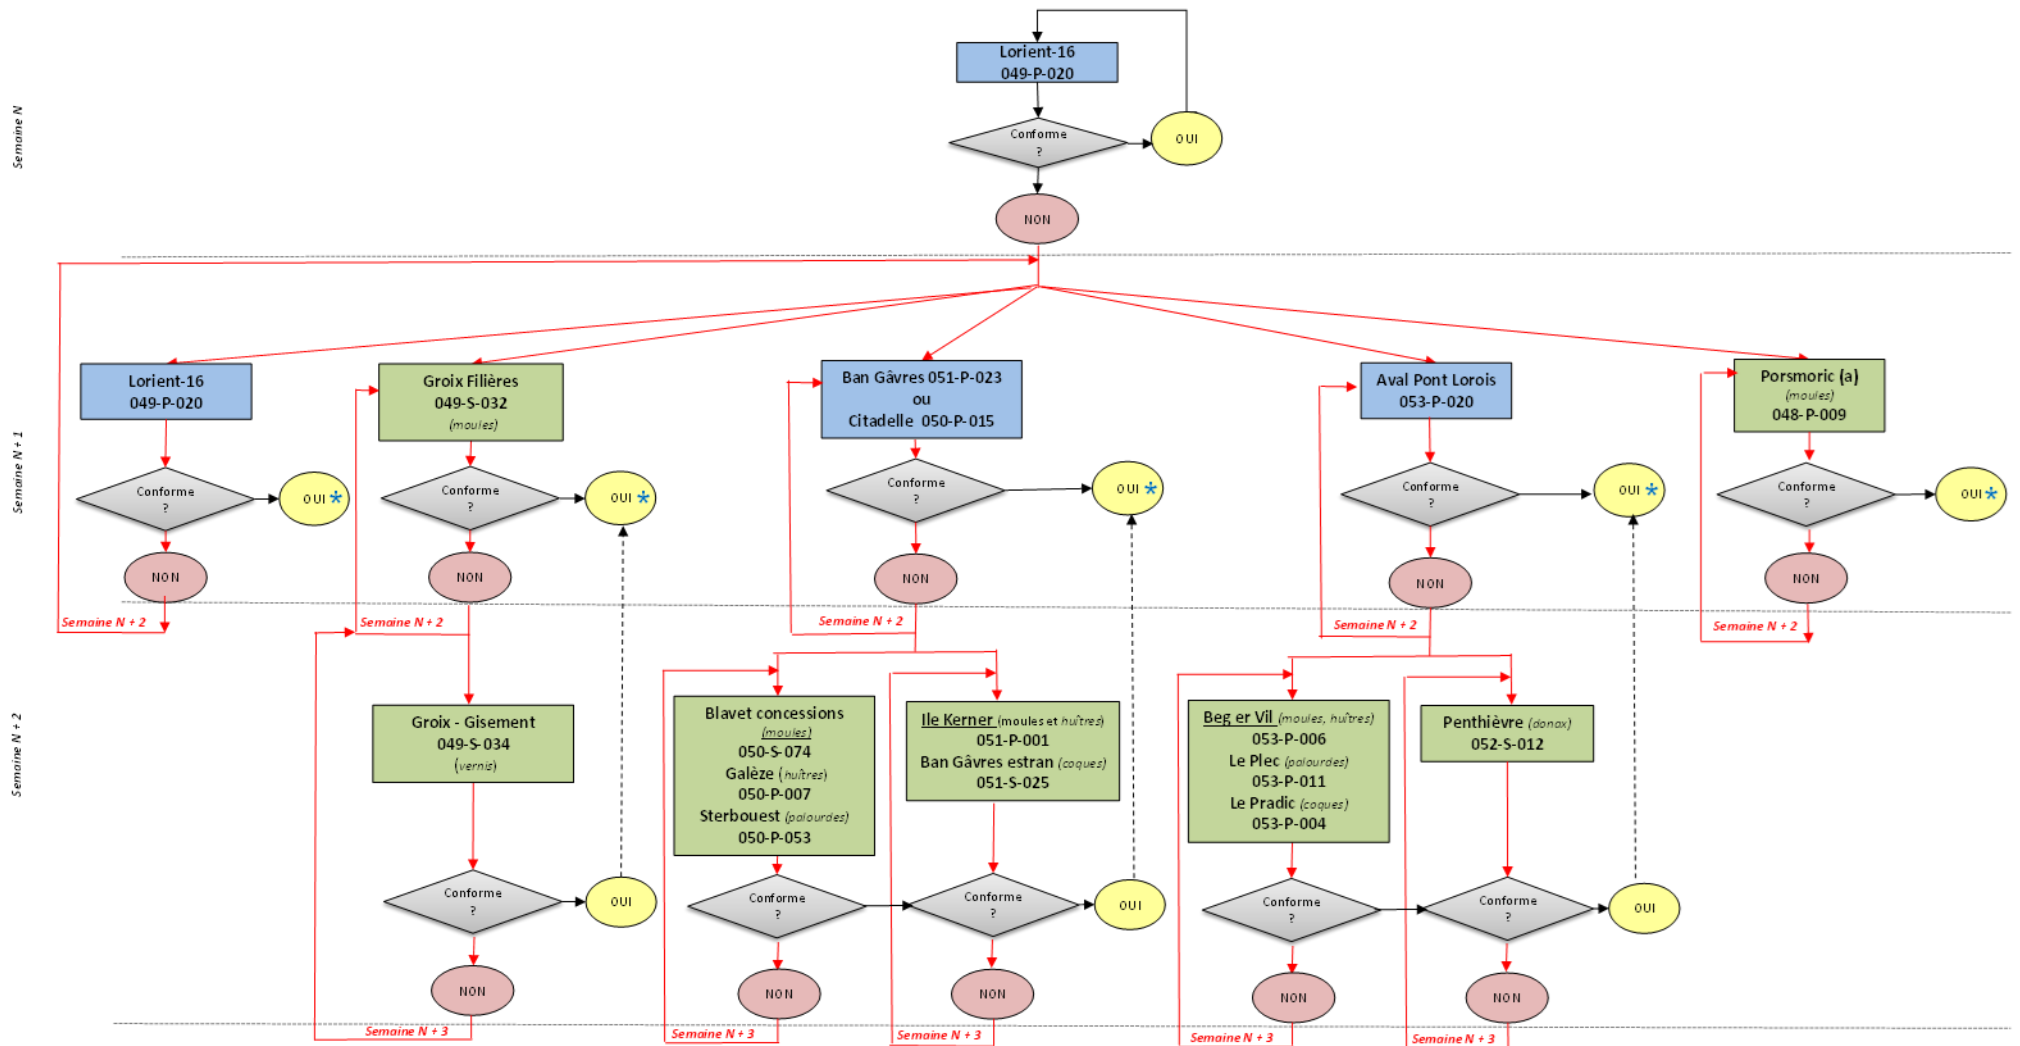 Semaine N
Lorient-16
049-P-020
Conforme
?
OUI
NON
Semaine N + 1
Lorient-16
049-P-020
Conforme
?
OUI *
NON
Semaine N + 2
Groix Filières
049-S-032
(moules)
Conforme
?
OUI *
NON
Semaine N + 2
Ban Gâvres 051-P-023
ou
Citadelle 050-P-015
Conforme
?
OUI *
NON
Semaine N + 2
Aval Pont Lorois
053-P-020
Conforme
?
OUI *
NON
Semaine N + 2
Porsmoric (a)
(moules)
048-P-009
Conforme
?
OUI *
NON
Semaine N + 2
Semaine N + 2
Groix - Gisement
049-S-034
(vernis)
Conforme
?
OUI
NON
Semaine N + 3
Blavet concessions
(moules)
050-S-074
Galèze (huîtres)
050-P-007
Sterbouest (palourdes)
050-P-053
Conforme
?
NON
Semaine N + 3
Ile Kerner (moules et huîtres)
051-P-001
Ban Gâvres estran (coques)
051-S-025
Conforme
?
OUI
NON
Semaine N + 3
Beg er Vil (moules, huîtres)
053-P-006
Le Plec (palourdes)
053-P-011
Le Pradic (coques)
053-P-004
Conforme
?
NON
Semaine N + 3
Penthièvre (donax)
052-S-012
Conforme
?
OUI
NON
Semaine N + 3